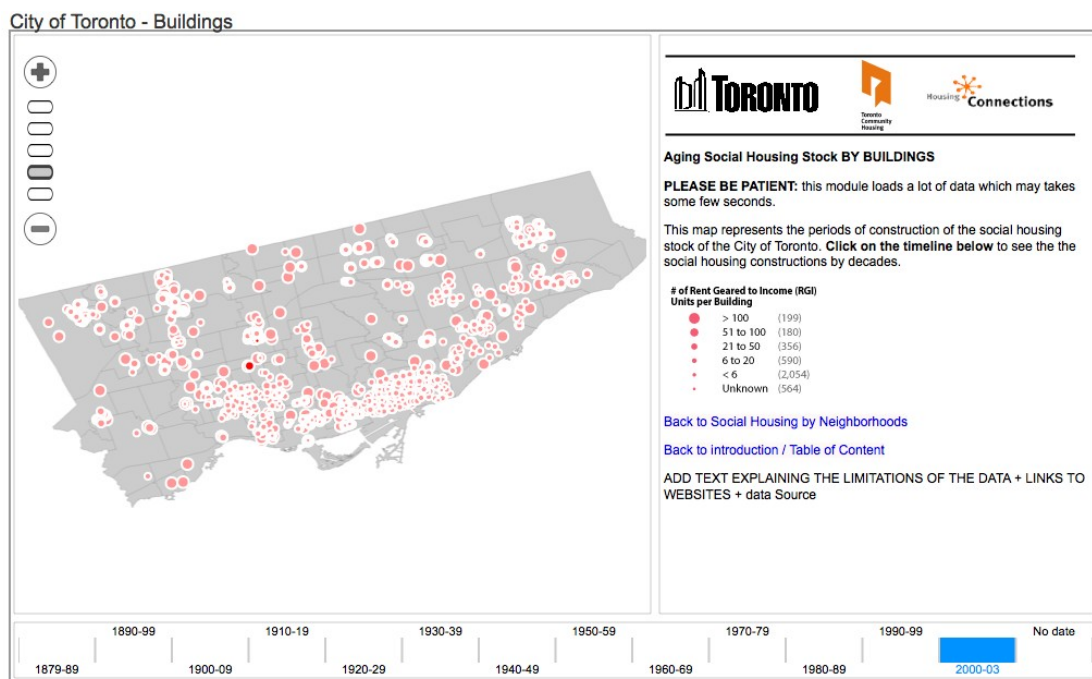 City of Toronto - Buildings
TORONTO
Toronto
Community
Housing
Housing Connections
Aging Social Housing Stock BY BUILDINGS
PLEASE BE PATIENT: this module loads a lot of data which may takes
some few seconds.
This map represents the periods of construction of the social housing
stock of the City of Toronto. Click on the timeline below to see the the
social housing constructions by decades.
# of Rent Geared to Income (RGI)
Units per Building
> 100 (199)
51 to 100 (180)
21 to 50 (356)
6 to 20 (590)
< 6 (2,054)
Unknown (564)
Back to Social Housing by Neighborhoods
Back to introduction / Table of Content
ADD TEXT EXPLAINING THE LIMITATIONS OF THE DATA + LINKS TO
WEBSITES + data Source
1890-99 1910-19 1930-39 1950-59 1970-79 1990-99 No date
1879-89 1900-09 1920-29 1940-49 1960-69 1980-89 2000-03